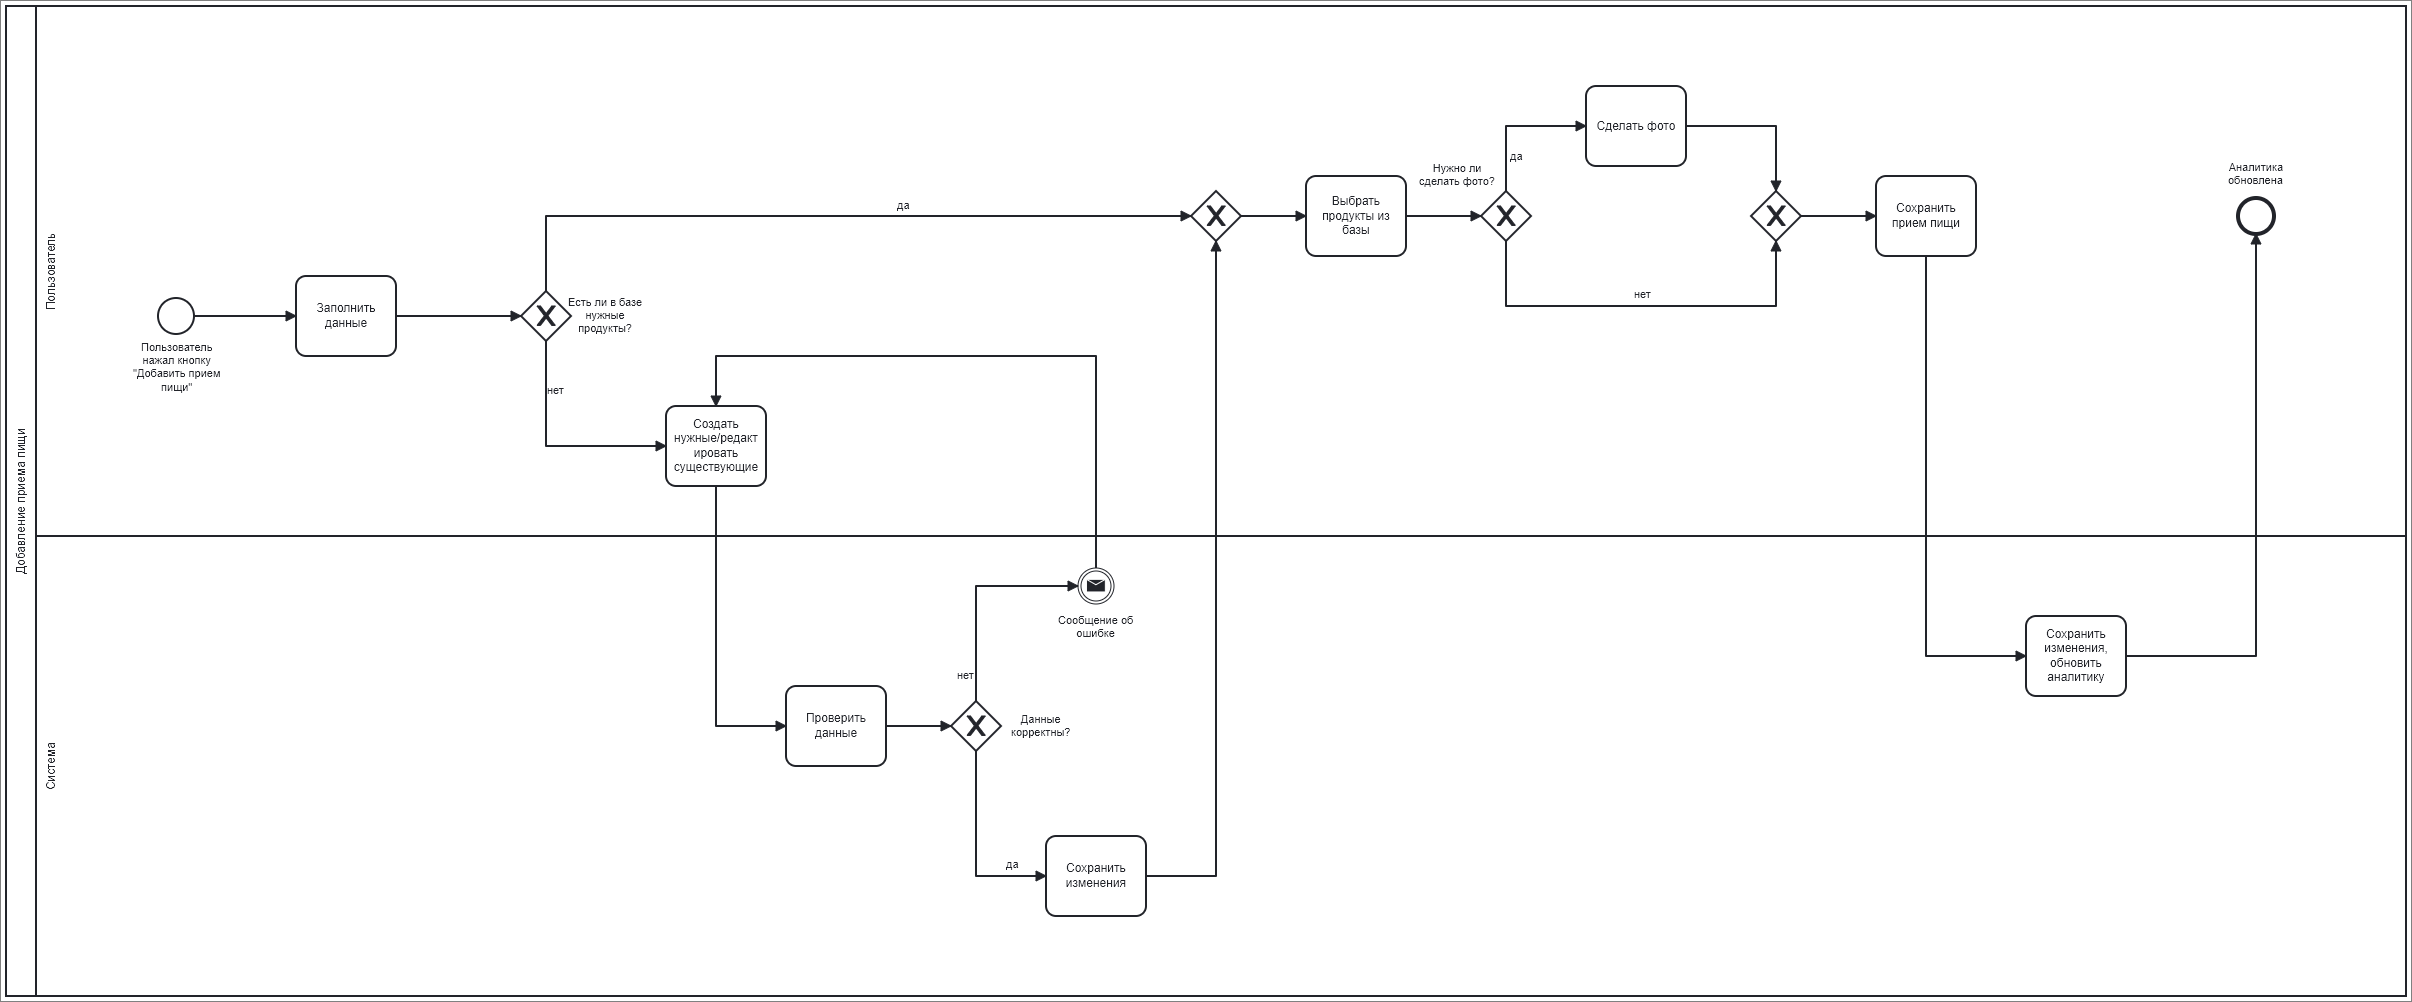 Добавление приема пищи
Пользователь
Пользователь
нажал кнопку
"Добавить прием
пищи"
Заполнить
данные
Есть ли в базе
нужные
продукты?
да
нет
Создать
нужные/редакт
ировать
существующие
Выбрать
продукты из
базы
Нужно ли
сделать фото?
да
Сделать фото
нет
Сохранить
прием пищи
Аналитика
обновлена
Система
Проверить
данные
Данные
корректны?
нет
Сообщение об
ошибке
да
Сохранить
изменения
Сохранить
изменения,
обновить
аналитику